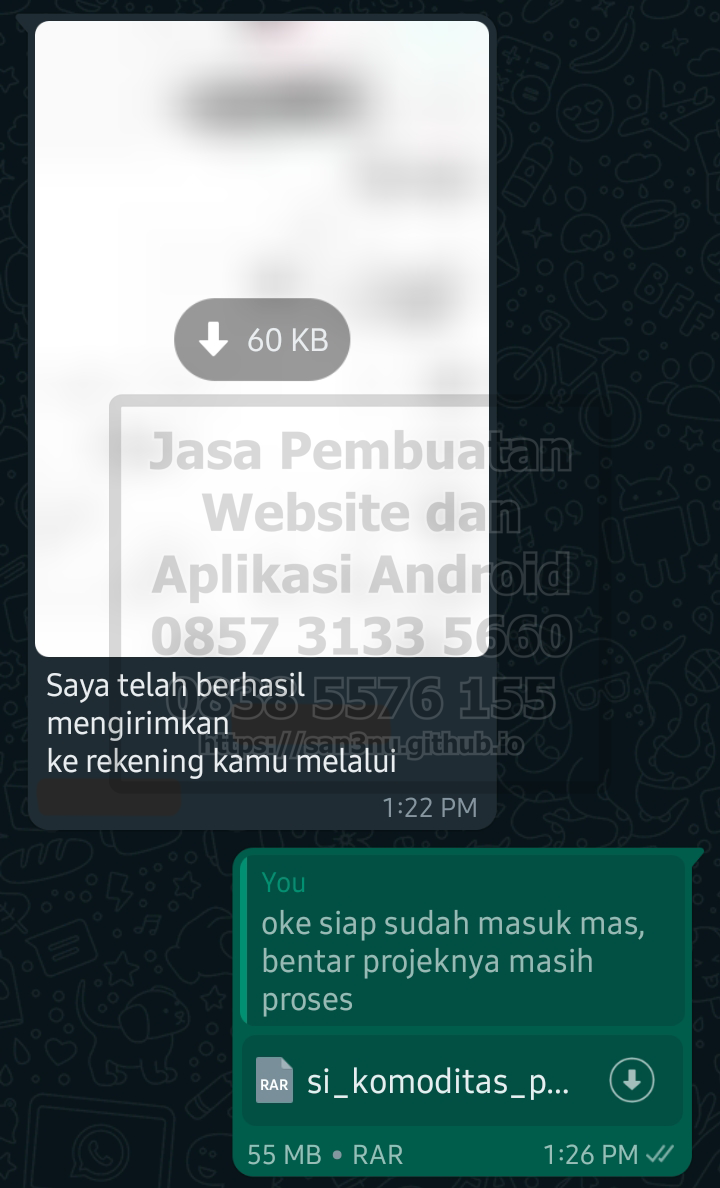 60 KB
Jasa Pembuatan
Website dan
Aplikasi Android
0857 3133 5660
Saya telah berhasil
0838 5576 155
mengirimkan
https://san3nu.github.io
ke rekening kamu melalui
1:22 PM
You
oke siap sudah masuk mas,
bentar projeknya masih
proses
RAR
si_komoditas_p...
55 MB • RAR
1:26 PM